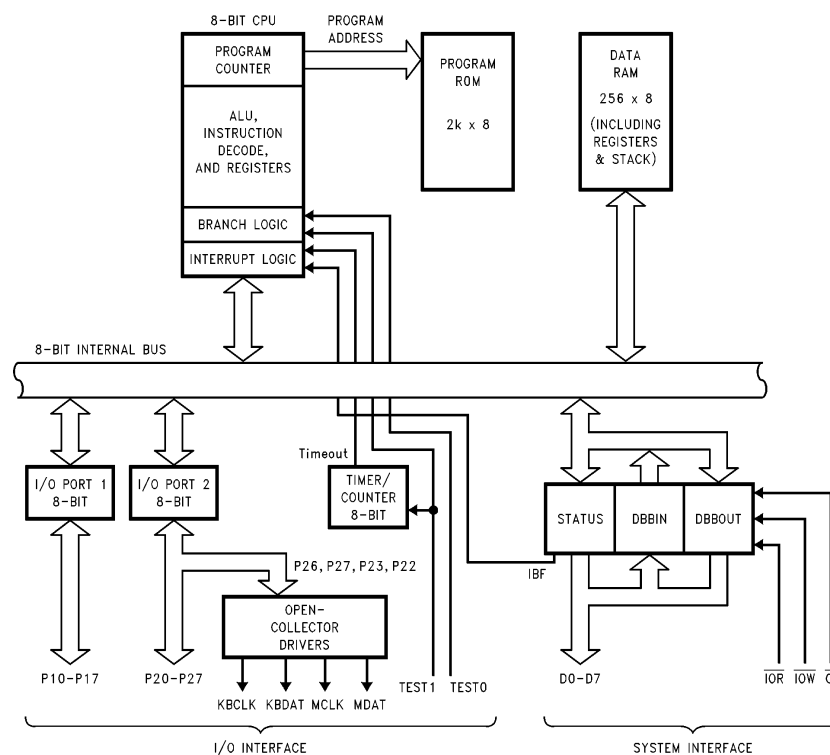 8-BIT CPU
PROGRAM
ADDRESS
PROGRAM
COUNTER
ALU,
INSTRUCTION
DECODE,
AND REGISTERS
BRANCH LOGIC
INTERRUPT LOGIC
PROGRAM
ROM
2k x 8
DATA
RAM
256 x 8
(INCLUDING
REGISTERS
& STACK)
8-BIT INTERNAL BUS
I/O PORT 1
8-BIT
I/O PORT 2
8-BIT
Timeout
TIMER/
COUNTER
8-BIT
STATUS
DBBIN
DBBOUT
IBF
P26, P27, P23, P22
OPEN-
COLLECTOR
DRIVERS
P10-P17
P20-P27
KBCLK
KBDAT
MCLK
MDAT
TEST1
TEST0
D0-D7
IOR
IOW
I/O INTERFACE
SYSTEM INTERFACE